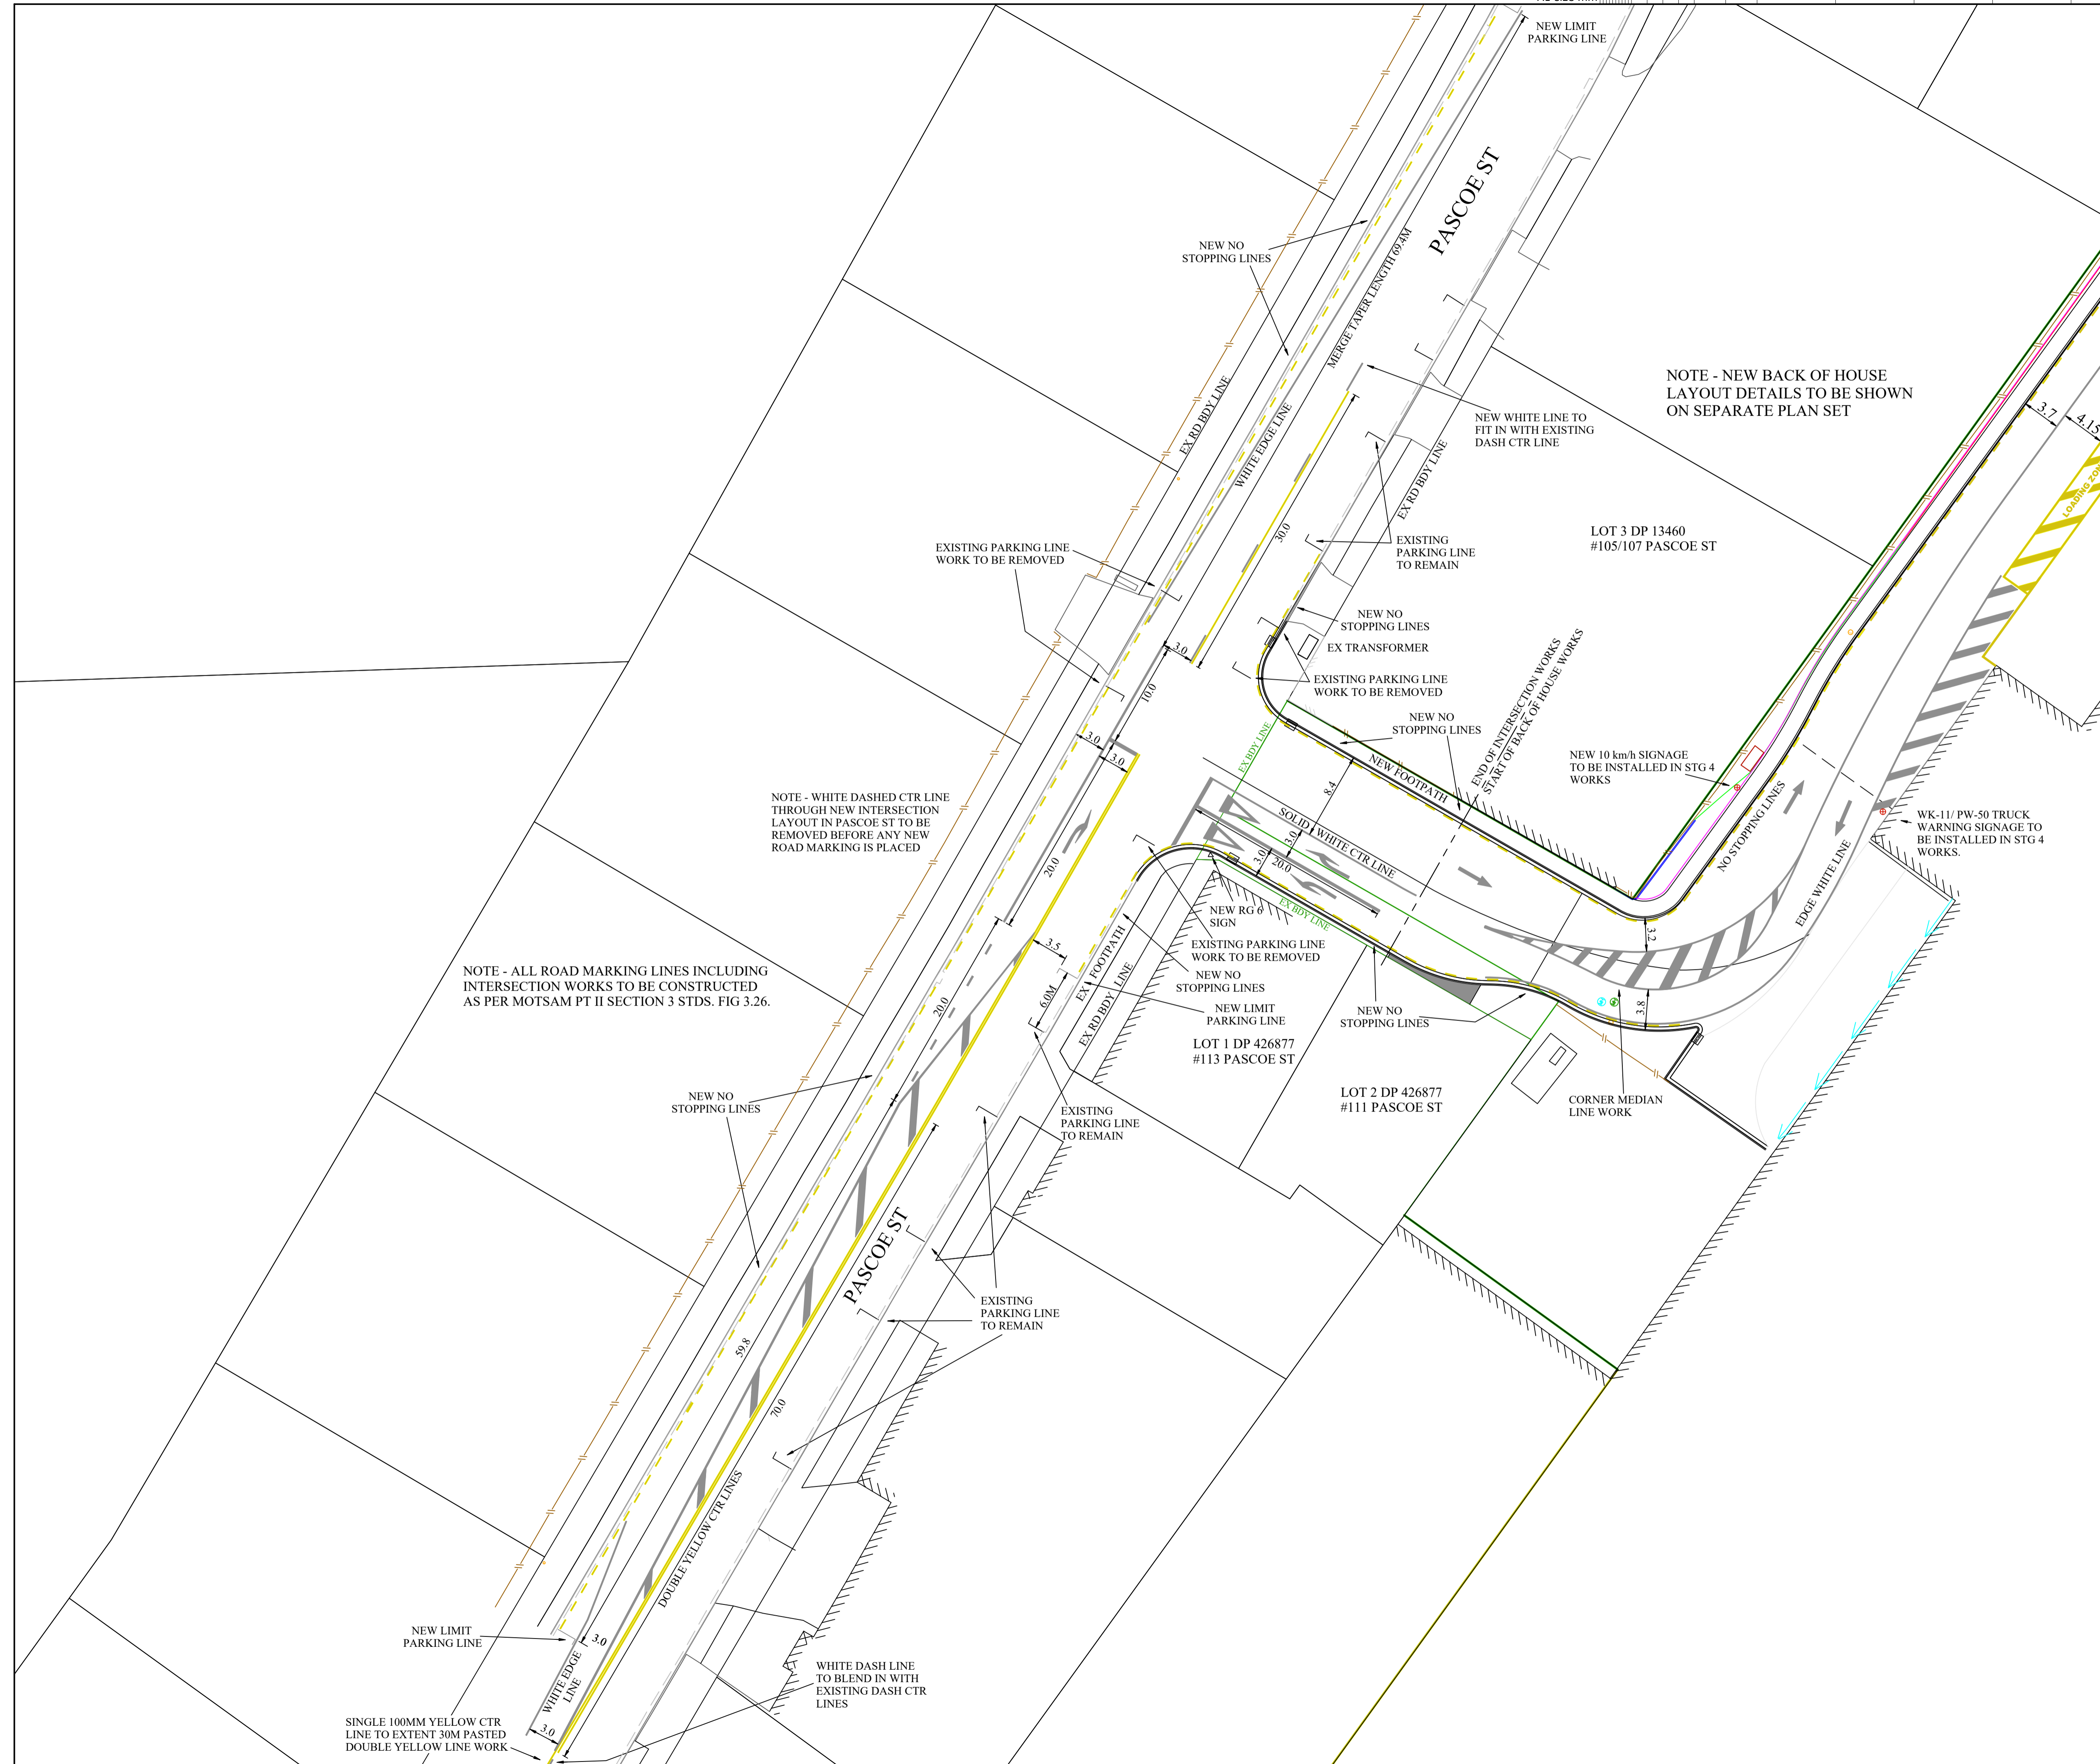 NEW LIMIT
PARKING LINE
PASCOE ST
NEW NO
STOPPING LINES
MERGE TAPER LENGTH 69.4M
NOTE - NEW BACK OF HOUSE
LAYOUT DETAILS TO BE SHOWN
ON SEPARATE PLAN SET
3.7
4.15
EX RD BDY LINE
WHITE EDGE LINE
NEW WHITE LINE TO
FIT IN WITH EXISTING
DASH CTR LINE
EX RD BDY LINE
30.0
LOT 3 DP 13460
#105/107 PASCOE ST
EXISTING PARKING LINE
WORK TO BE REMOVED
EXISTING
PARKING LINE
TO REMAIN
NEW NO
STOPPING LINES
EX TRANSFORMER
3.0
10.0
EXISTING PARKING LINE
WORK TO BE REMOVED
END OF INTERSECTION WORKS
START OF BACK OF HOUSE WORKS
NEW NO
STOPPING LINES
EX BDY LINE
3.0
3.0
NEW FOOTPATH
NEW 10 km/h SIGNAGE
TO BE INSTALLED IN STG 4
WORKS
8.4
NOTE - WHITE DASHED CTR LINE
THROUGH NEW INTERSECTION
LAYOUT IN PASCOE ST TO BE
REMOVED BEFORE ANY NEW
ROAD MARKING IS PLACED
SOLID WHITE CTR LINE
NO STOPPING LINES
WK-11/ PW-50 TRUCK
WARNING SIGNAGE TO
BE INSTALLED IN STG 4
WORKS.
3.0
3.0
20.0
20.0
EDGE WHITE LINE
EX BDY LINE
NEW RG 6
SIGN
EXISTING PARKING LINE
WORK TO BE REMOVED
3.5
3.2
EX FOOTPATH
NEW NO
STOPPING LINES
NOTE - ALL ROAD MARKING LINES INCLUDING
INTERSECTION WORKS TO BE CONSTRUCTED
AS PER MOTSAM PT II SECTION 3 STDS. FIG 3.26.
20.0
6.0M
EX RD BDY LINE
NEW LIMIT
PARKING LINE
NEW NO
STOPPING LINES
3.8
LOT 1 DP 426877
#113 PASCOE ST
LOT 2 DP 426877
#111 PASCOE ST
CORNER MEDIAN
LINE WORK
NEW NO
STOPPING LINES
EXISTING
PARKING LINE
TO REMAIN
PASCOE ST
EXISTING
PARKING LINE
TO REMAIN
59.8
70.0
DOUBLE YELLOW CTR LINES
NEW LIMIT
PARKING LINE
3.0
WHITE EDGE
LINE
WHITE DASH LINE
TO BLEND IN WITH
EXISTING DASH CTR
LINES
3.0
SINGLE 100MM YELLOW CTR
LINE TO EXTENT 30M PASTED
DOUBLE YELLOW LINE WORK